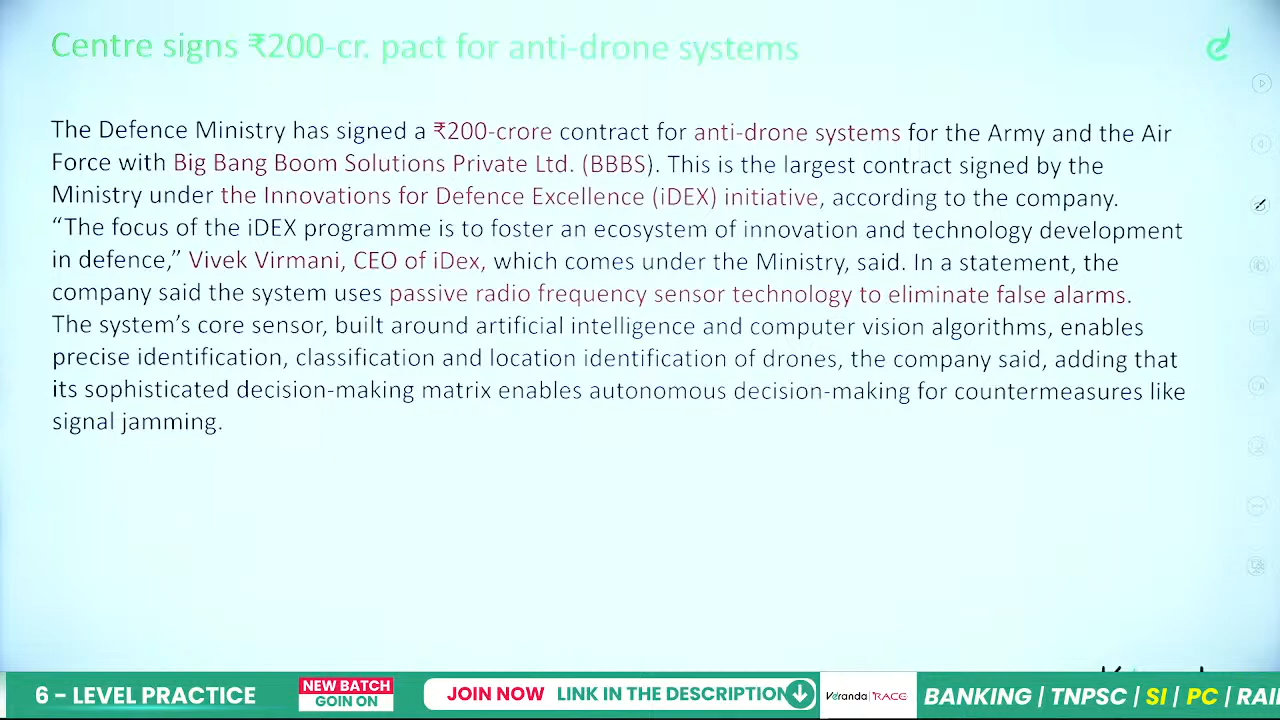 Centre signs ₹200-cr. pact for anti-drone systems
The Defence Ministry has signed a ₹200-crore contract for anti-drone systems for the Army and the Air
Force with Big Bang Boom Solutions Private Ltd. (BBBS). This is the largest contract signed by the
Ministry under the Innovations for Defence Excellence (iDEX) initiative, according to the company.
“The focus of the iDEX programme is to foster an ecosystem of innovation and technology development
in defence,” Vivek Virmani, CEO of iDex, which comes under the Ministry, said. In a statement, the
company said the system uses passive radio frequency sensor technology to eliminate false alarms.
The system’s core sensor, built around artificial intelligence and computer vision algorithms, enables
precise identification, classification and location identification of drones, the company said, adding that
its sophisticated decision-making matrix enables autonomous decision-making for countermeasures like
signal jamming.
6 – LEVEL PRACTICE
NEW BATCH
GOIN ON
JOIN NOW LINK IN THE DESCRIPTION
Veranda | RACE
BANKING | TNPSC | SI | PC | RAI